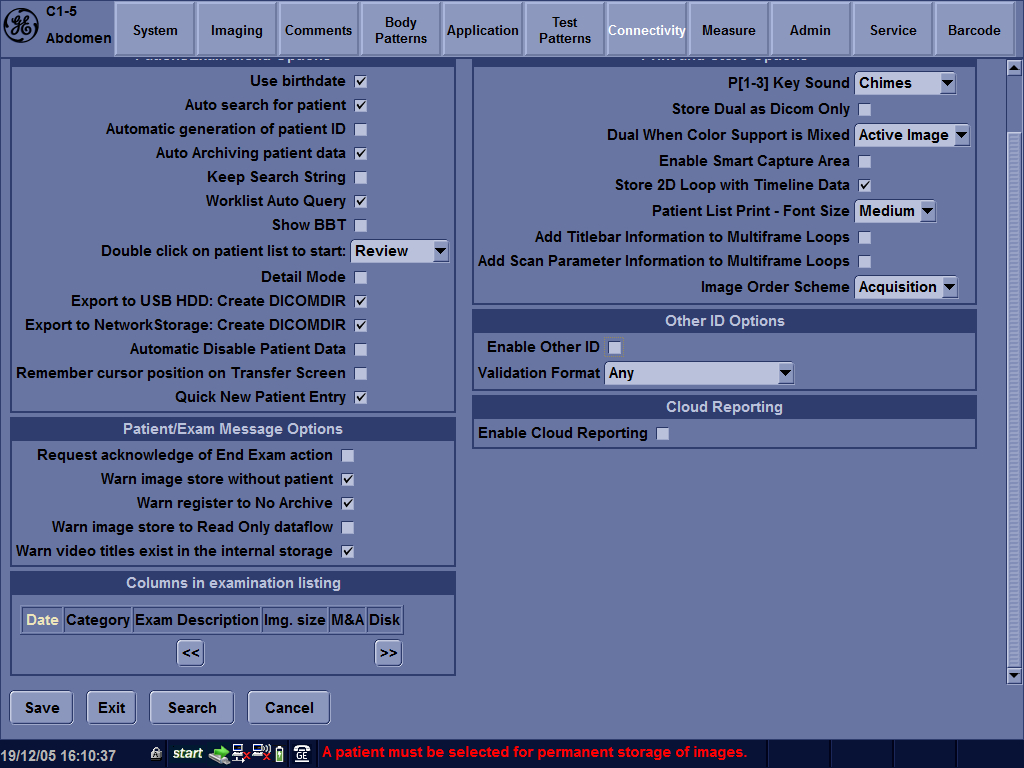 C1-5
Abdomen
System
Imaging
Comments
Body
Patterns
Application
Test
Patterns
Connectivity
Measure
Admin
Service
Barcode
Use birthdate
Auto search for patient
Automatic generation of patient ID
Auto Archiving patient data
Keep Search String
Worklist Auto Query
Show BBT
Double click on patient list to start: Review
Detail Mode
Export to USB HDD: Create DICOMDIR
Export to NetworkStorage: Create DICOMDIR
Automatic Disable Patient Data
Remember cursor position on Transfer Screen
Quick New Patient Entry
Patient/Exam Message Options
Request acknowledge of End Exam action
Warn image store without patient
Warn register to No Archive
Warn image store to Read Only dataflow
Warn video titles exist in the internal storage
Columns in examination listing
Date Category Exam Description Img. size M&A Disk
<< >>
P[1-3] Key Sound Chimes
Store Dual as Dicom Only
Dual When Color Support is Mixed Active Image
Enable Smart Capture Area
Store 2D Loop with Timeline Data
Patient List Print - Font Size Medium
Add Titlebar Information to Multiframe Loops
Add Scan Parameter Information to Multiframe Loops
Image Order Scheme Acquisition
Other ID Options
Enable Other ID
Validation Format Any
Cloud Reporting
Enable Cloud Reporting
Save Exit Search Cancel
19/12/05 16:10:37 start GE A patient must be selected for permanent storage of images.